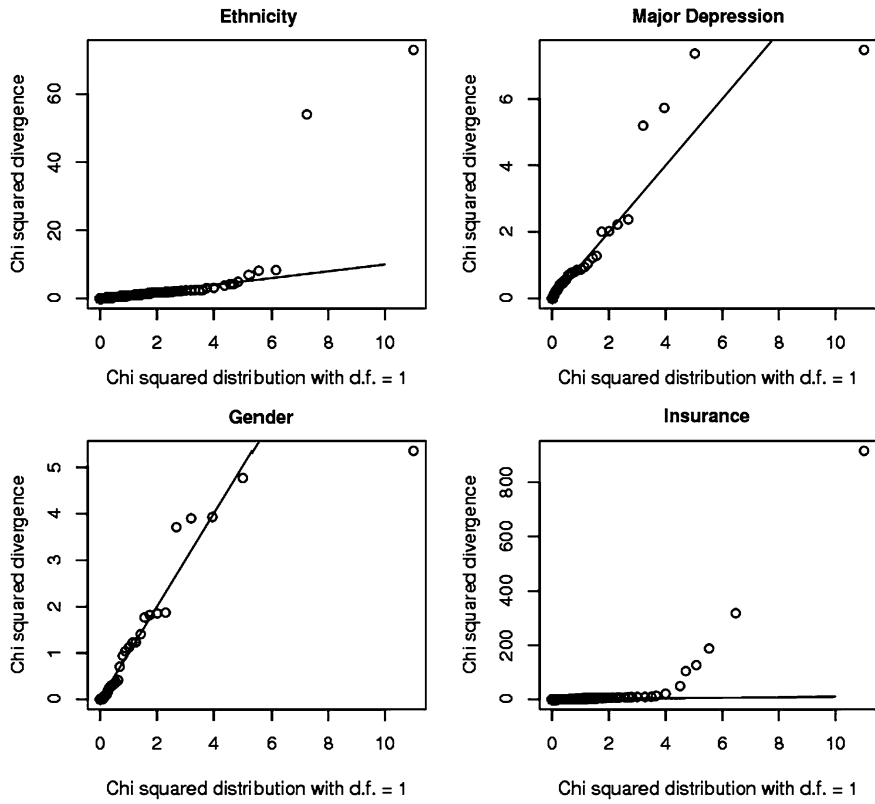 Ethnicity
Chi squared divergence
0 20 40 60
0 2 4 6 8 10
Chi squared distribution with d.f. = 1
Major Depression
Chi squared divergence
0 2 4 6
0 2 4 6 8 10
Chi squared distribution with d.f. = 1
Gender
Chi squared divergence
0 1 2 3 4 5
0 2 4 6 8 10
Chi squared distribution with d.f. = 1
Insurance
Chi squared divergence
0 200 400 600 800
0 2 4 6 8 10
Chi squared distribution with d.f. = 1